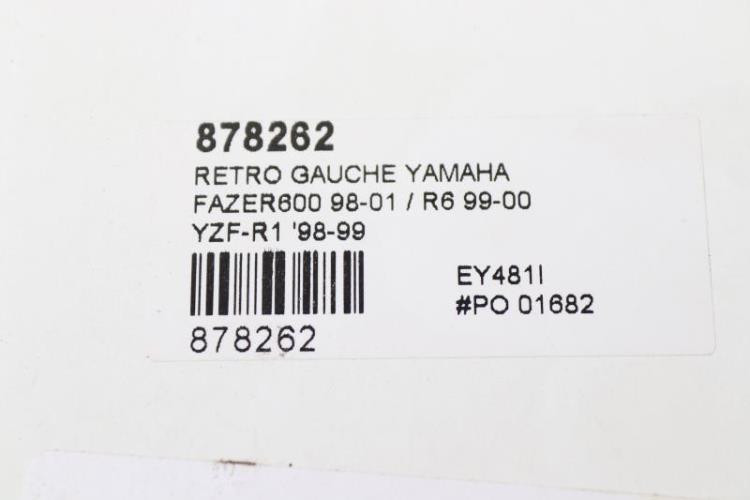 878262
RETRO GAUCHE YAMAHA
FAZER600 98-01 / R6 99-00
YZF-R1 '98-99
EY481I
#PO 01682
878262